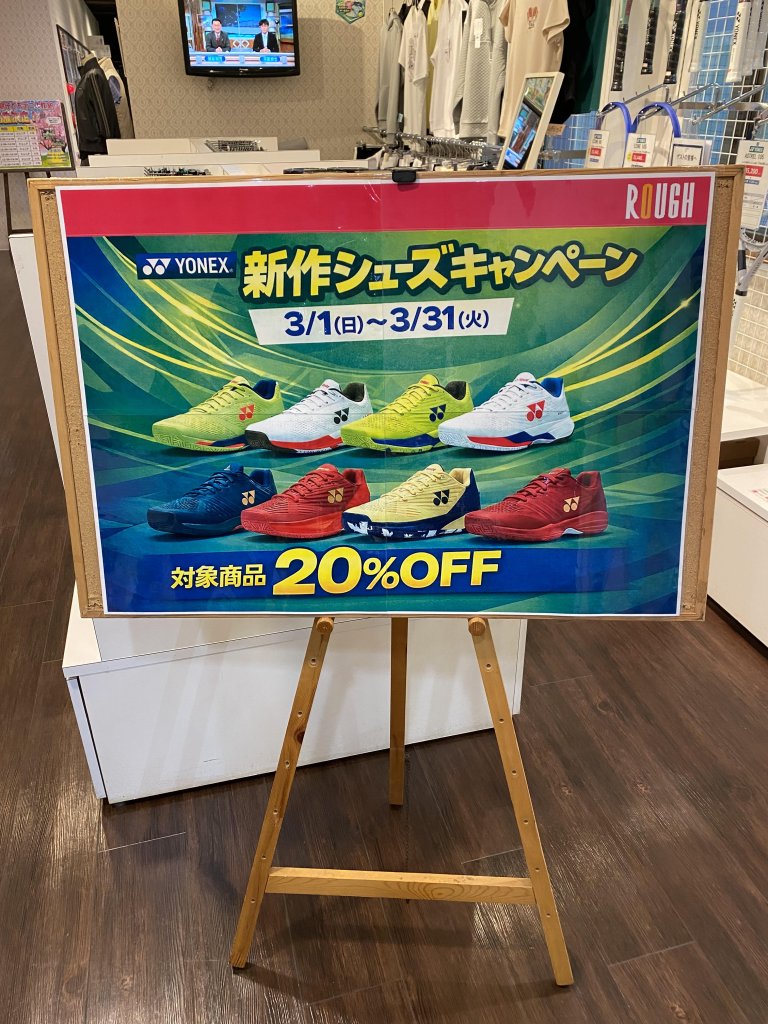 ROUGH
YONEX
新作シューズキャンペーン
3/1(日)〜3/31(火)
対象商品 20%OFF
YONEX